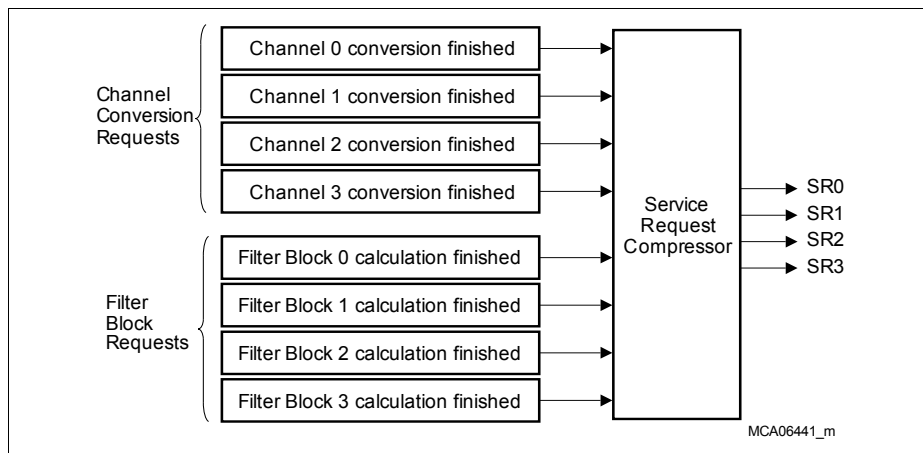 Channel
Conversion
Requests
Channel 0 conversion finished
Channel 1 conversion finished
Channel 2 conversion finished
Channel 3 conversion finished
Filter
Block
Requests
Filter Block 0 calculation finished
Filter Block 1 calculation finished
Filter Block 2 calculation finished
Filter Block 3 calculation finished
Service
Request
Compressor
SR0
SR1
SR2
SR3
MCA06441_m